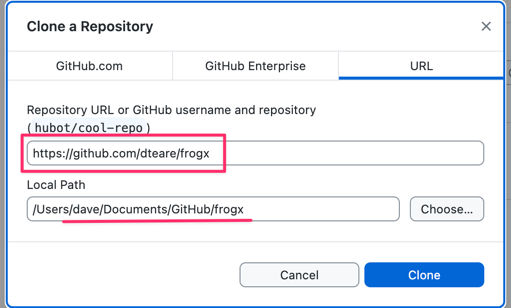 Clone a Repository
GitHub.com
GitHub Enterprise
URL
Repository URL or GitHub username and repository
(hubot/cool-repo)
https://github.com/dteare/frogx
Local Path
/Users/dave/Documents/GitHub/frogx
Choose...
Cancel
Clone